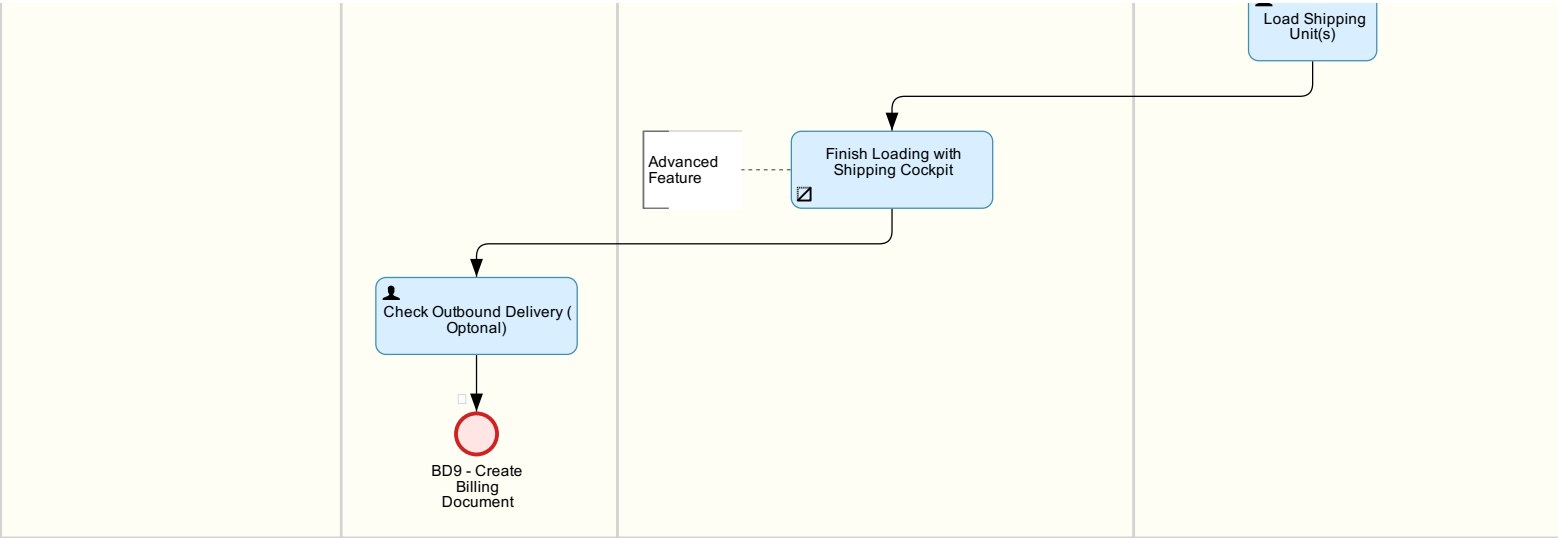 Load Shipping
Unit(s)
Advanced
Feature
Finish Loading with
Shipping Cockpit
Check Outbound Delivery (
Optonal)
BD9 - Create
Billing
Document